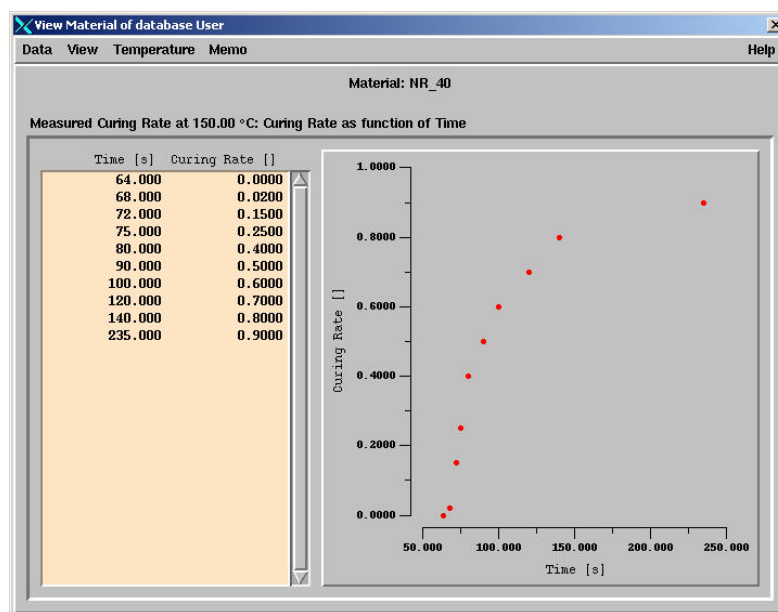 View Material of database User
Data View Temperature Memo Help
Material: NR_40
Measured Curing Rate at 150.00 °C: Curing Rate as function of Time
Time [s] Curing Rate []
64.000 0.0000
68.000 0.0200
72.000 0.1500
75.000 0.2500
80.000 0.4000
90.000 0.5000
100.000 0.6000
120.000 0.7000
140.000 0.8000
235.000 0.9000
1.0000
0.8000
0.6000
0.4000
0.2000
0.0000
Curing Rate []
50.000 100.000 150.000 200.000 250.000
Time [s]